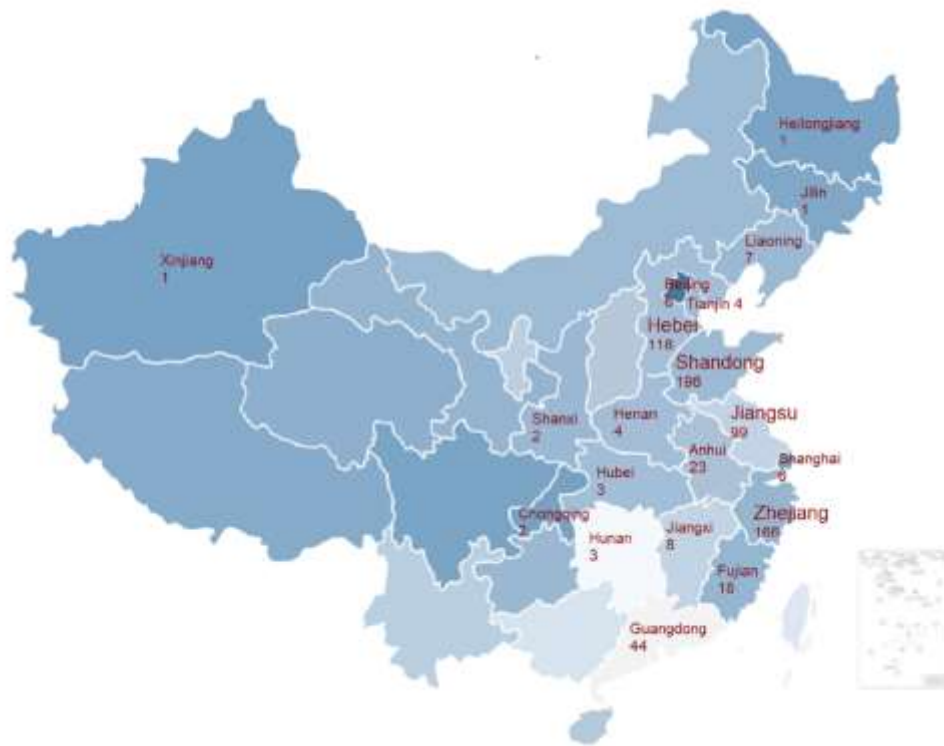 Heilongjiang
1
Jilin
1
Liaoning
7
Xinjiang
1
Beijing
6
Tianjin 4
Hebei
118
Shandong
196
Jiangsu
99
Shanxi
2
Henan
4
Anhui
23
Shanghai
6
Hubei
3
Zhejiang
166
Chongqing
2
Hunan
3
Jiangxi
8
Fujian
18
Guangdong
44